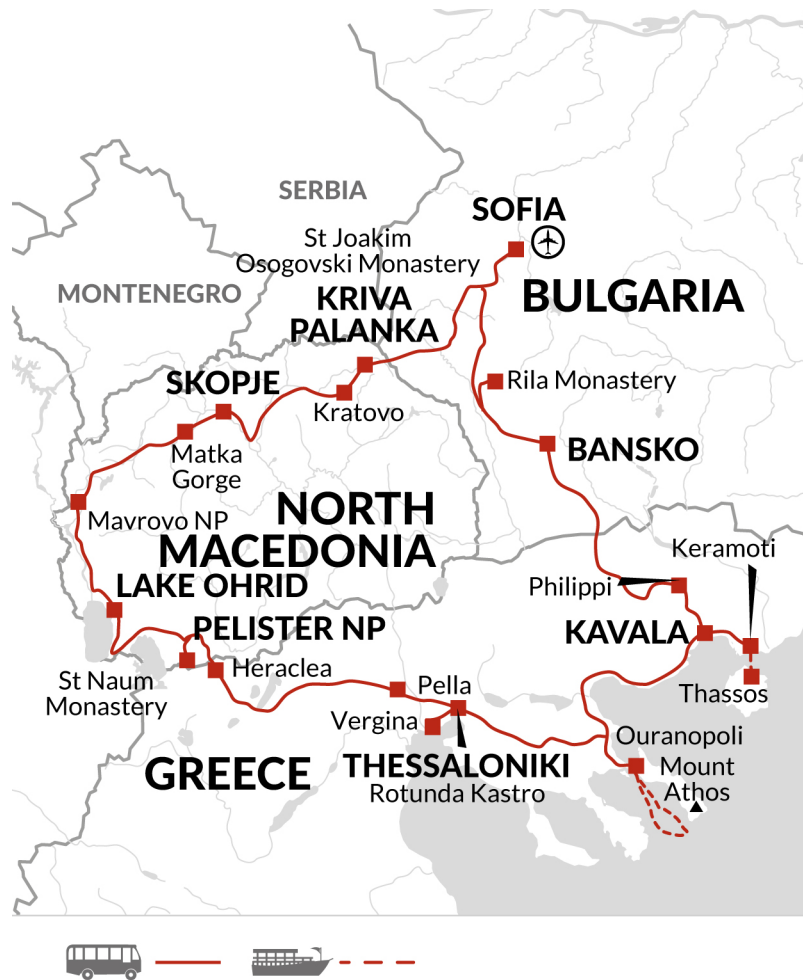 SERBIA
SOFIA
St Joakim
Osogovski Monastery
MONTENEGRO
BULGARIA
KRIVA
PALANKA
SKOPJE
Rila Monastery
Kratovo
BANSKO
Matka
Gorge
NORTH
MACEDONIA
Mavrovo NP
Keramoti
LAKE OHRID
Philippi
PELISTER NP
KAVALA
Heraclea
St Naum
Monastery
Pella
Thassos
Vergina
Ouranopoli
GREECE
THESSALONIKI
Rotunda Kastro
Mount
Athos